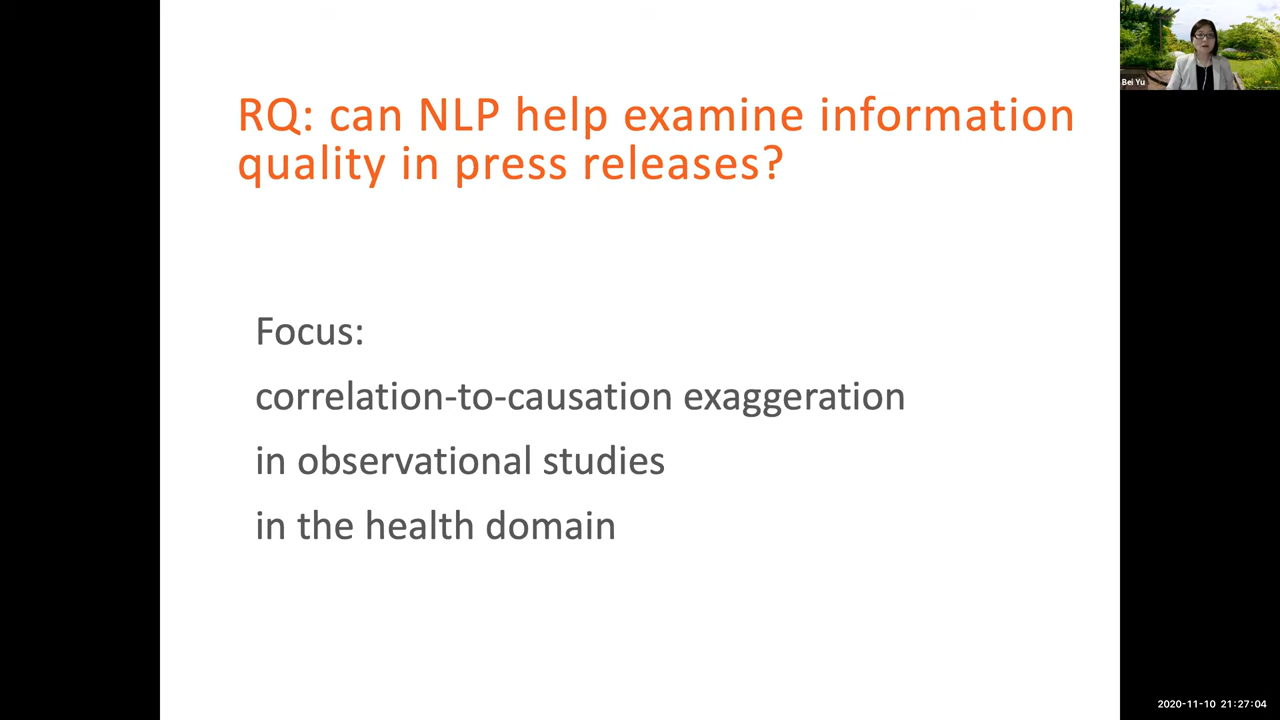 RQ: can NLP help examine information
quality in press releases?
Focus:
correlation-to-causation exaggeration
in observational studies
in the health domain
Bei Yu
2020-11-10 21:27:04